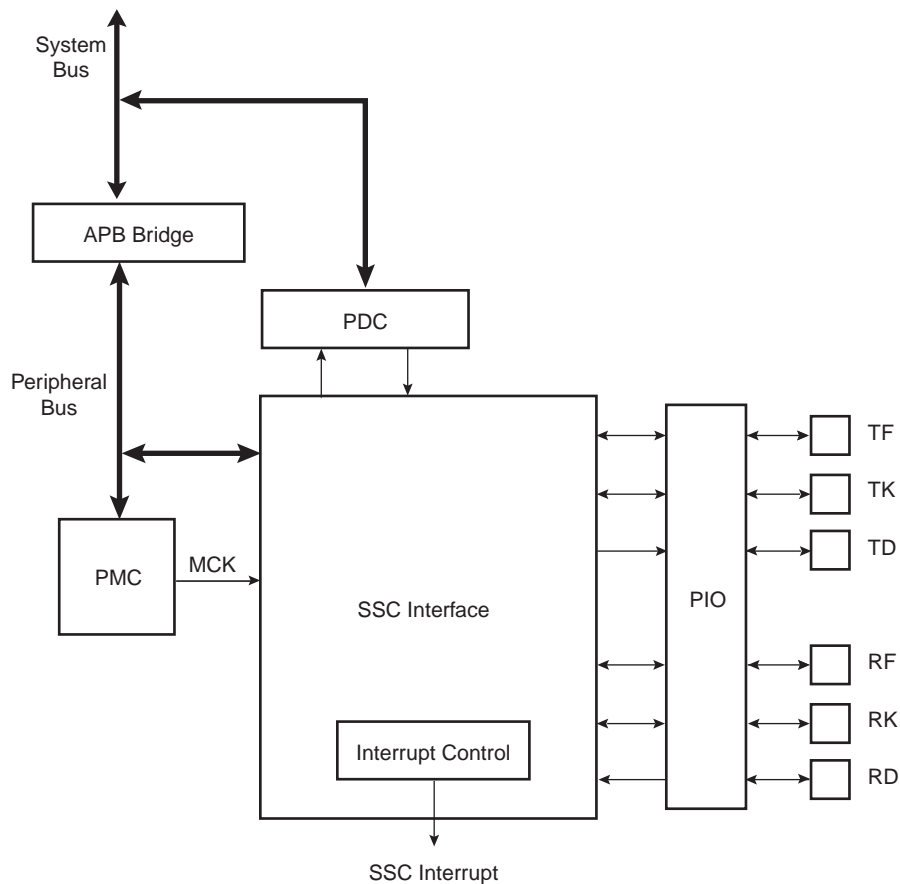 System
Bus
APB Bridge
PDC
Peripheral
Bus
TF
TK
TD
PMC
MCK
SSC Interface
PIO
RF
RK
RD
Interrupt Control
SSC Interrupt